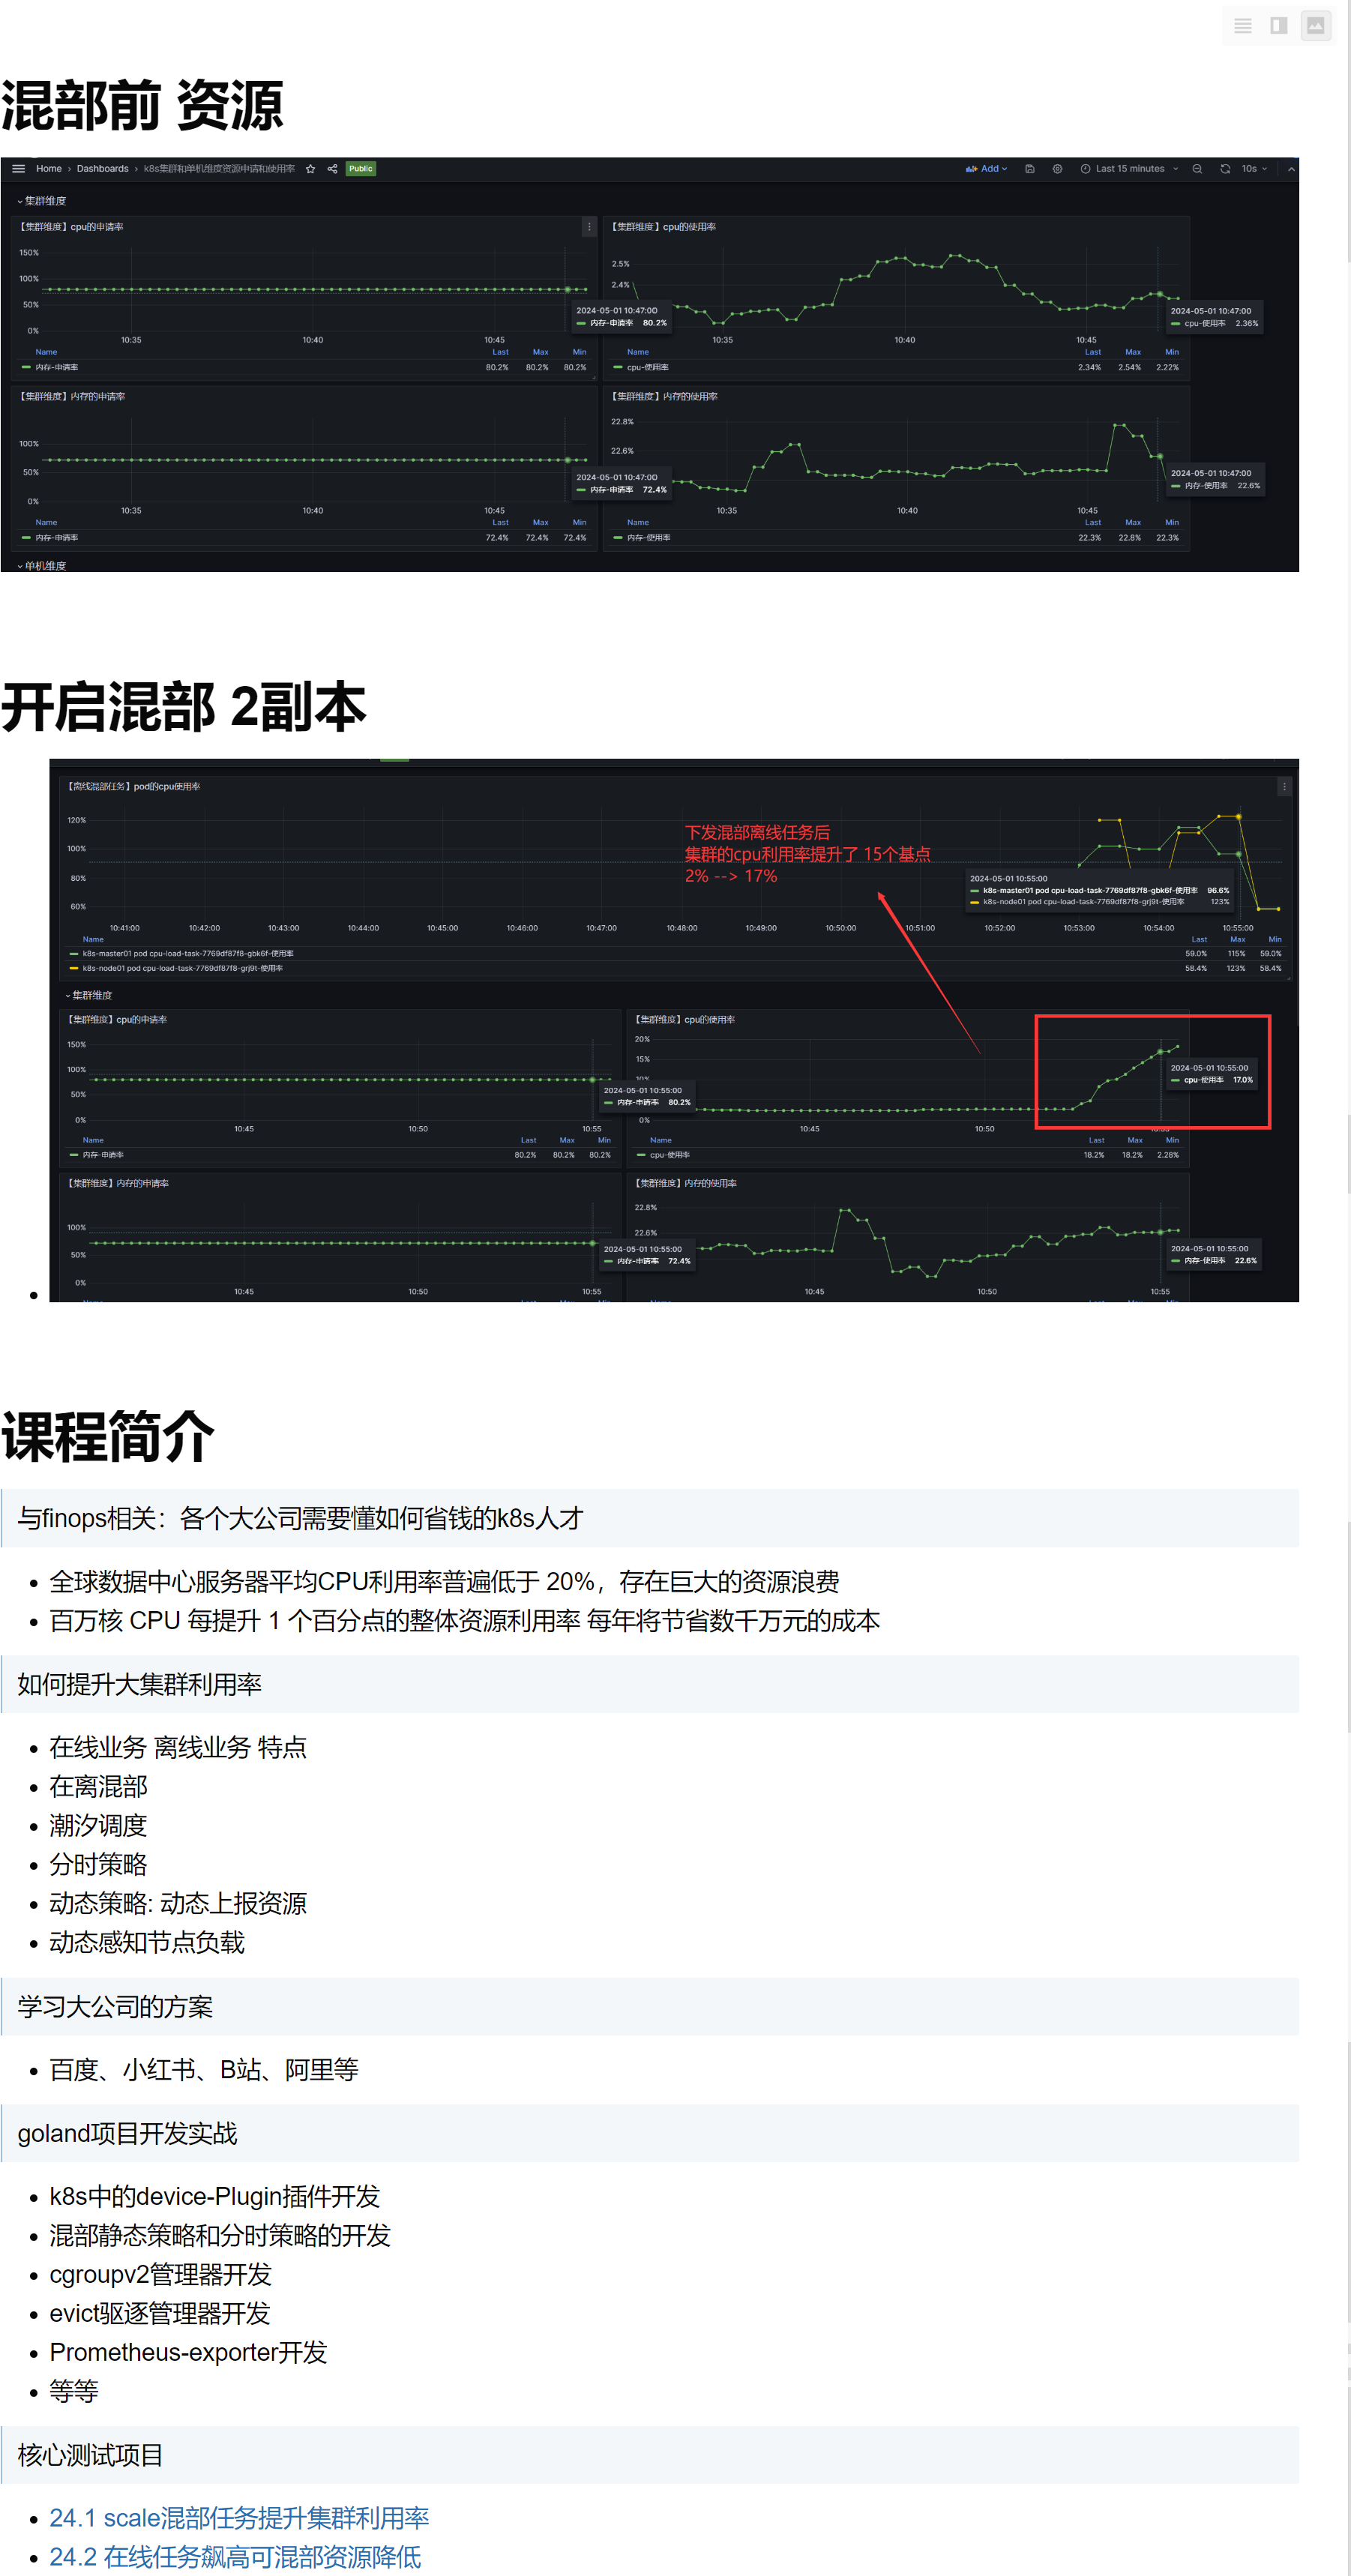 混部前 资源
Home › Dashboards › k8s集群和单机维度资源申请和使用率 Public Add Last 15 minutes 10s
集群维度
【集群维度】cpu的申请率
150%
100%
50%
0%
10:35 10:40 10:45
2024-05-01 10:47:00
内存-申请率 80.2%
Name Last Max Min
内存-申请率 80.2% 80.2% 80.2%
【集群维度】cpu的使用率
2.5%
2.4%
10:35 10:40 10:45
2024-05-01 10:47:00
cpu-使用率 2.36%
Name Last Max Min
cpu-使用率 2.34% 2.54% 2.22%
【集群维度】内存的申请率
100%
50%
0%
10:35 10:40 10:45
2024-05-01 10:47:00
内存-申请率 72.4%
Name Last Max Min
内存-申请率 72.4% 72.4% 72.4%
【集群维度】内存的使用率
22.8%
22.6%
10:35 10:40 10:45
2024-05-01 10:47:00
内存-使用率 22.6%
Name Last Max Min
内存-使用率 22.3% 22.8% 22.3%
单机维度
开启混部 2副本
【离线混部任务】pod的cpu使用率
120%
100%
80%
60%
下发混部离线任务后
集群的cpu利用率提升了 15个基点
2% --> 17%
2024-05-01 10:55:00
k8s-master01 pod cpu-load-task-7769df87f8-gbk6f-使用率 96.6%
k8s-node01 pod cpu-load-task-7769df87f8-grj9t-使用率 123%
10:41:00 10:42:00 10:43:00 10:44:00 10:45:00 10:46:00 10:47:00 10:48:00 10:49:00 10:50:00 10:51:00 10:52:00 10:53:00 10:54:00 10:55:00
Name Last Max Min
k8s-master01 pod cpu-load-task-7769df87f8-gbk6f-使用率 59.0% 115% 59.0%
k8s-node01 pod cpu-load-task-7769df87f8-grj9t-使用率 58.4% 123% 58.4%
集群维度
【集群维度】cpu的申请率
150%
100%
50%
0%
10:45 10:50 10:55
2024-05-01 10:55:00
内存-申请率 80.2%
Name Last Max Min
内存-申请率 80.2% 80.2% 80.2%
【集群维度】cpu的使用率
20%
15%
10%
0%
10:45 10:50 10:55
2024-05-01 10:55:00
cpu-使用率 17.0%
Name Last Max Min
cpu-使用率 18.2% 18.2% 2.28%
【集群维度】内存的申请率
100%
50%
0%
10:45 10:50 10:55
2024-05-01 10:55:00
内存-申请率 72.4%
【集群维度】内存的使用率
22.8%
22.6%
10:45 10:50 10:55
2024-05-01 10:55:00
内存-使用率 22.6%
课程简介
与finops相关：各个大公司需要懂如何省钱的k8s人才
全球数据中心服务器平均CPU利用率普遍低于 20%，存在巨大的资源浪费
百万核 CPU 每提升 1 个百分点的整体资源利用率 每年将节省数千万元的成本
如何提升大集群利用率
在线业务 离线业务 特点
在离混部
潮汐调度
分时策略
动态策略: 动态上报资源
动态感知节点负载
学习大公司的方案
百度、小红书、B站、阿里等
goland项目开发实战
k8s中的device-Plugin插件开发
混部静态策略和分时策略的开发
cgroupv2管理器开发
evict驱逐管理器开发
Prometheus-exporter开发
等等
核心测试项目
24.1 scale混部任务提升集群利用率
24.2 在线任务飙高可混部资源降低